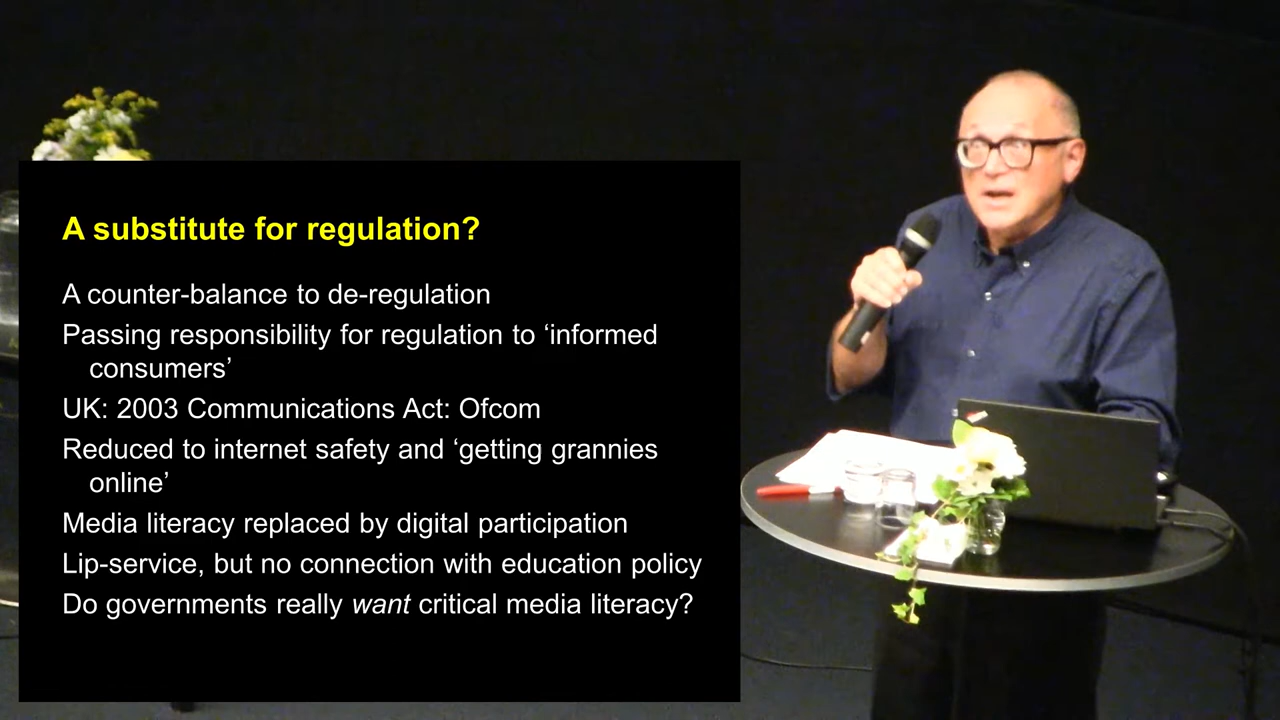 A substitute for regulation?
A counter-balance to de-regulation
Passing responsibility for regulation to ‘informed
consumers’
UK: 2003 Communications Act: Ofcom
Reduced to internet safety and ‘getting grannies
online’
Media literacy replaced by digital participation
Lip-service, but no connection with education policy
Do governments really want critical media literacy?